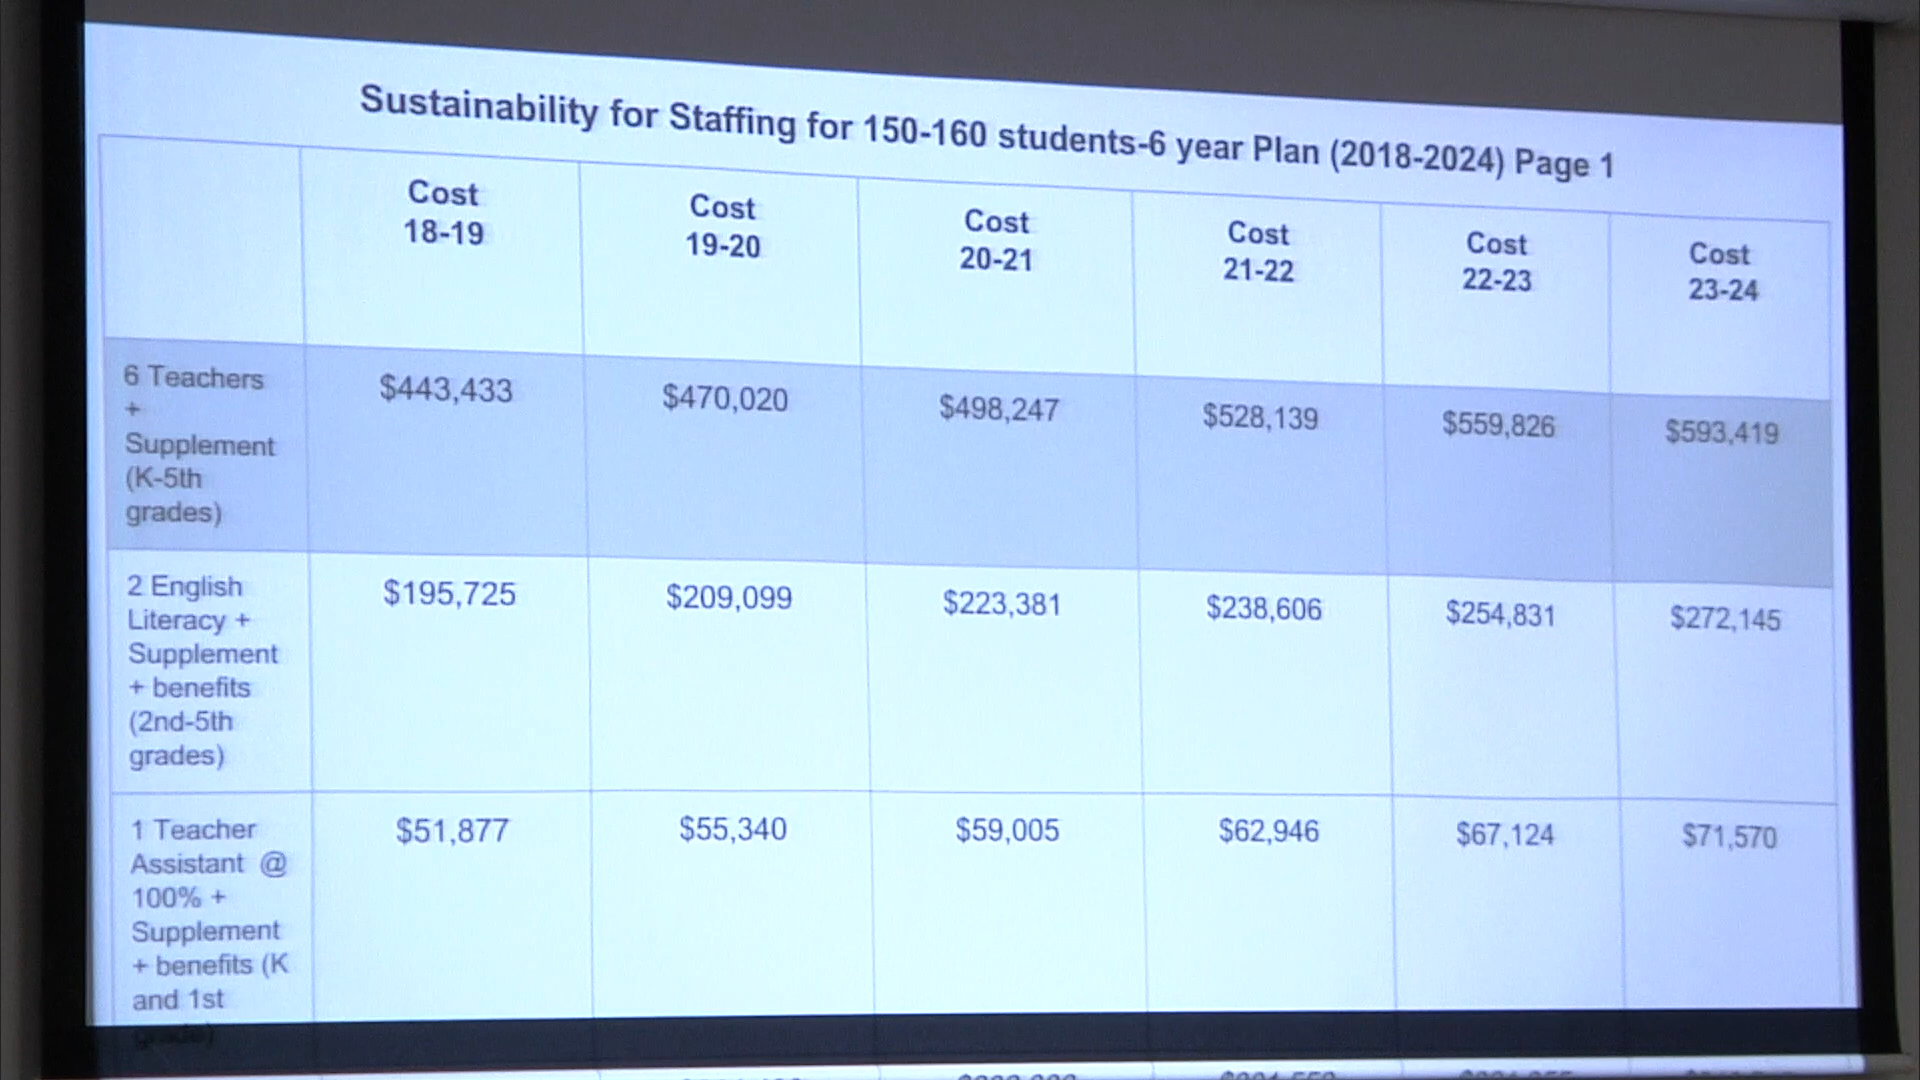 Sustainability for Staffing for 150-160 students-6 year Plan (2018-2024) Page 1
Cost
18-19
Cost
19-20
Cost
20-21
Cost
21-22
Cost
22-23
Cost
23-24
6 Teachers
+
Supplement
(K-5th
grades)
$443,433
$470,020
$498,247
$528,139
$559,826
$593,419
2 English
Literacy +
Supplement
+ benefits
(2nd-5th
grades)
$195,725
$209,099
$223,381
$238,606
$254,831
$272,145
1 Teacher
Assistant @
100% +
Supplement
+ benefits (K
and 1st
grade)
$51,877
$55,340
$59,005
$62,946
$67,124
$71,570